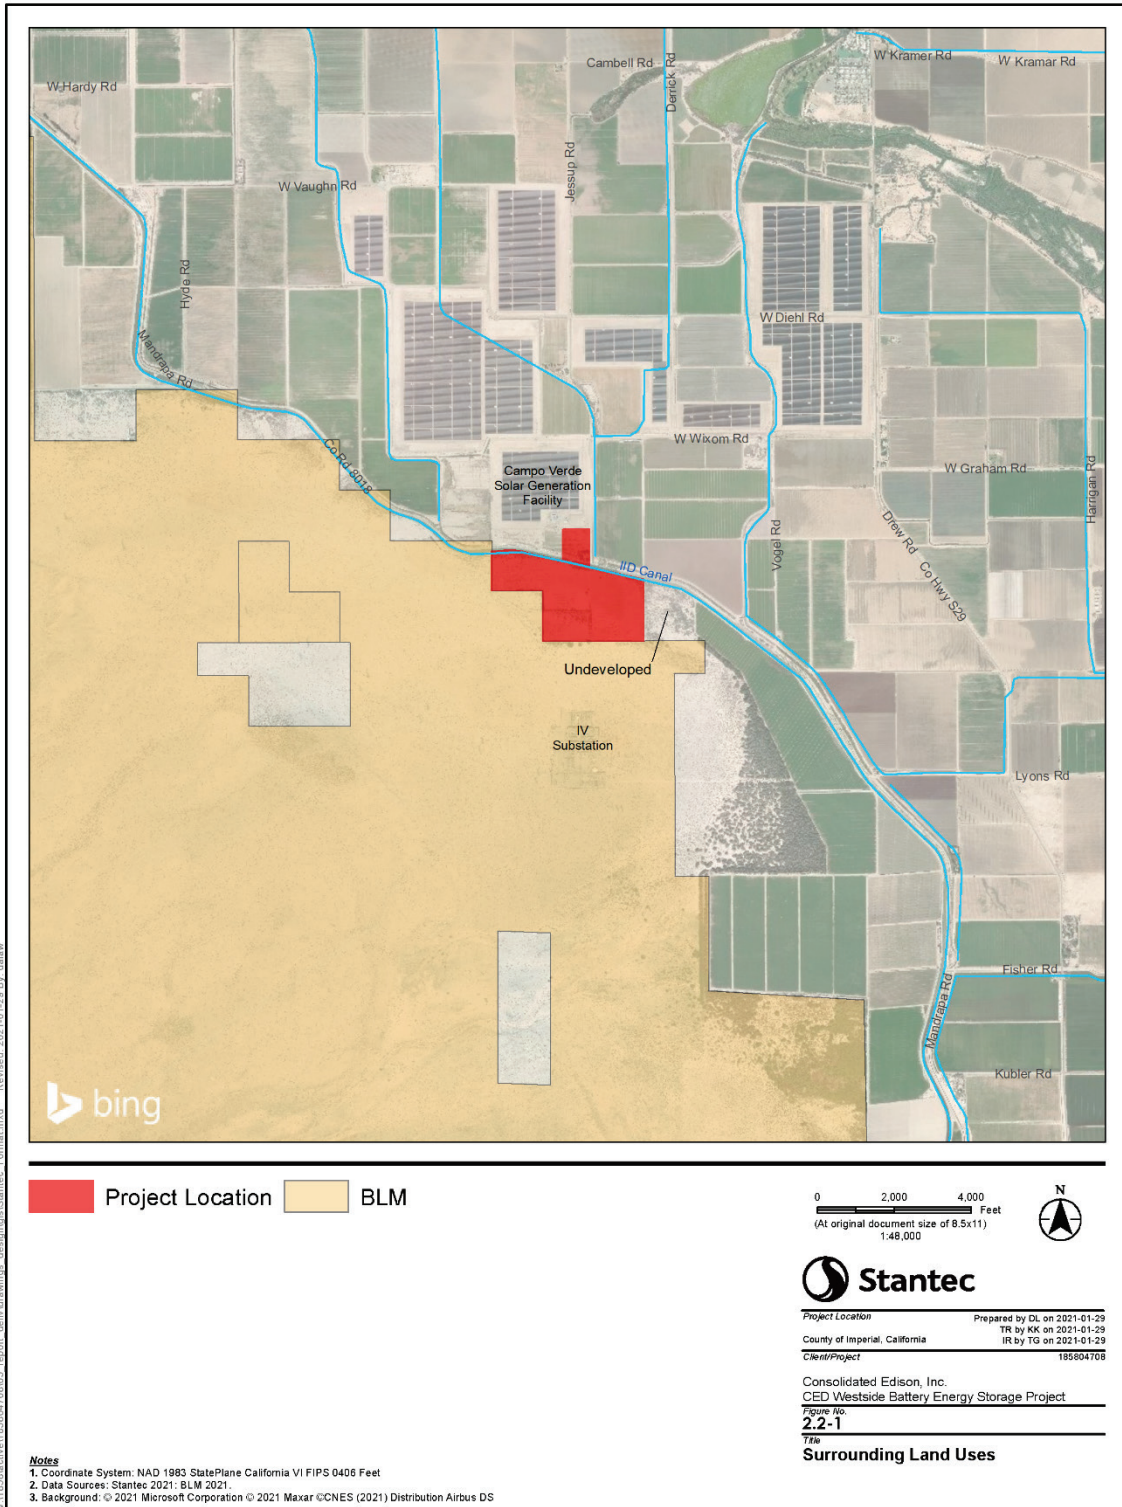 Cambell Rd
W Kramer Rd
W Kramar Rd
W Hardy Rd
Derrick Rd
Jessup Rd
W Vaughn Rd
Hyde Rd
W Diehl Rd
Mandrapa Rd
W Wixom Rd
Co Rd 8018
Campo Verde
Solar Generation
Facility
W Graham Rd
Harrigan Rd
Drew Rd
Co Hwy S29
Vogel Rd
IID Canal
Undeveloped
IV
Substation
Lyons Rd
Fisher Rd
Mandrapa Rd
Kubler Rd
bing
Project Location
BLM
0 2,000 4,000
Feet
(At original document size of 8.5x11)
1:48,000
N
Stantec
Project Location
Prepared by DL on 2021-01-29
TR by KK on 2021-01-29
County of Imperial, California
IR by TG on 2021-01-29
Client/Project
185804708
Consolidated Edison, Inc.
CED Westside Battery Energy Storage Project
Figure No.
2.2-1
Title
Surrounding Land Uses
Notes
1. Coordinate System: NAD 1983 StatePlane California VI FIPS 0406 Feet
2. Data Sources: Stantec 2021: BLM 2021.
3. Background: © 2021 Microsoft Corporation © 2021 Maxar ©CNES (2021) Distribution Airbus DS